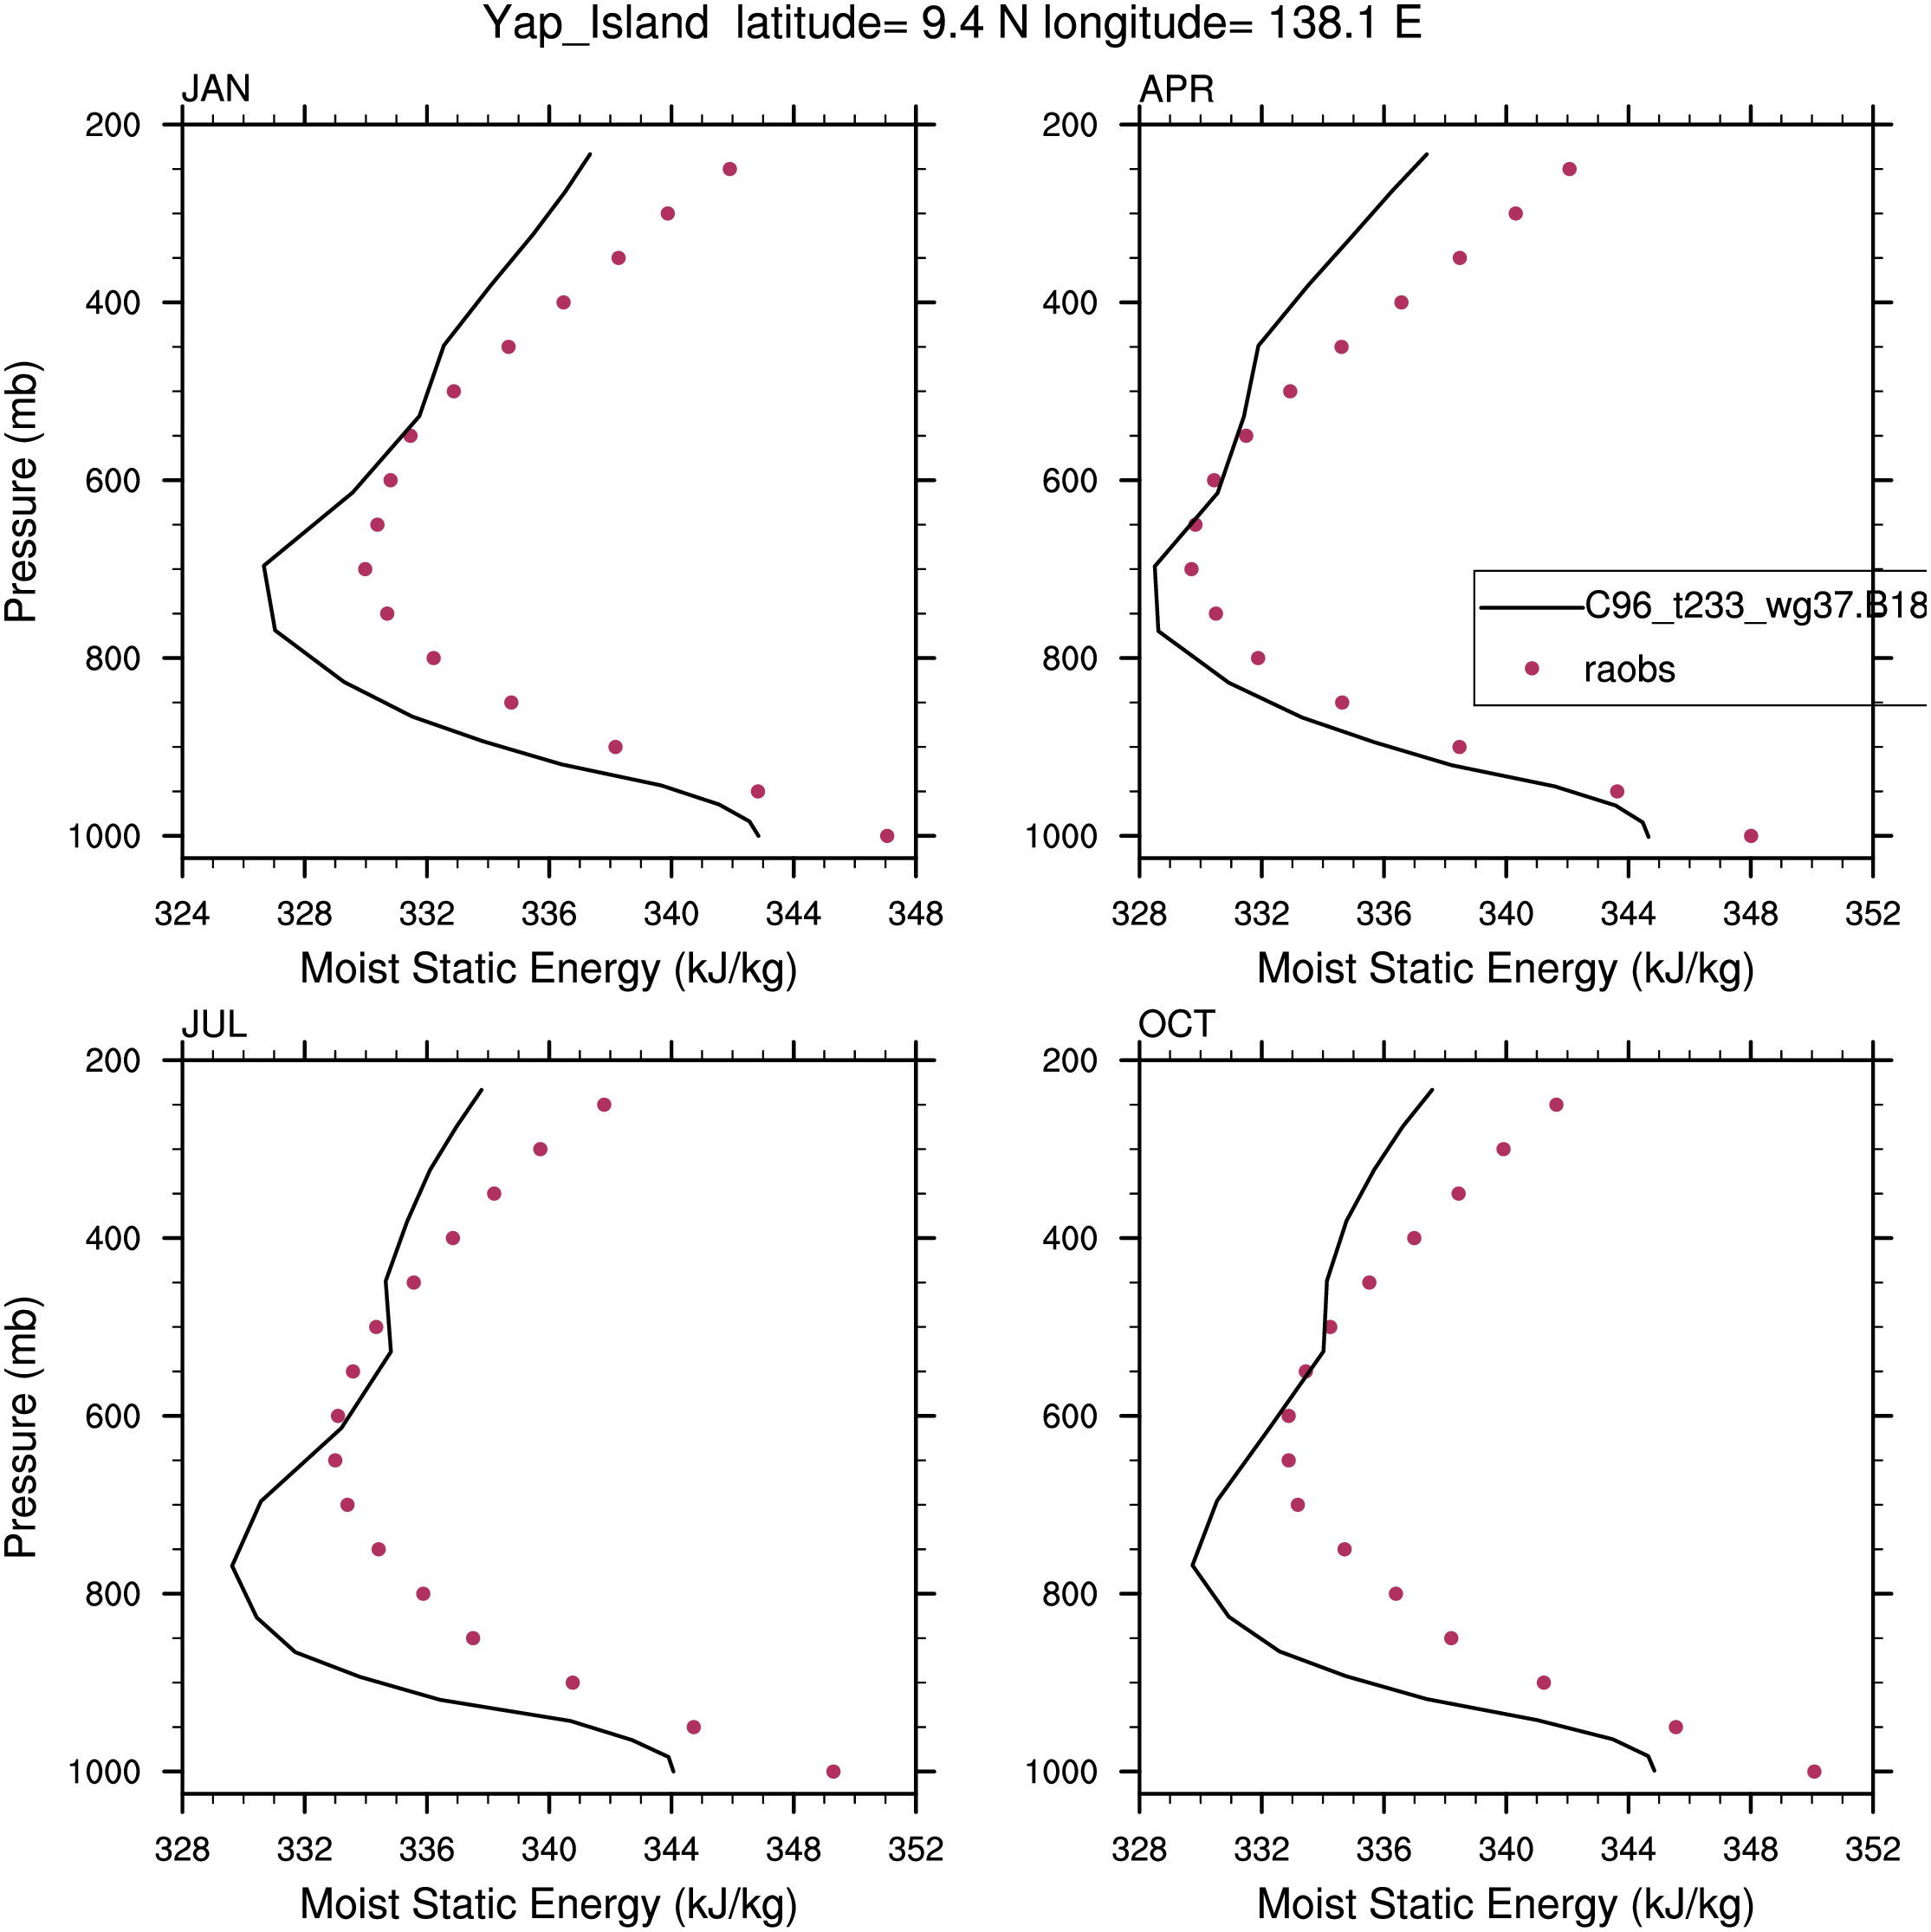 Yap_Island latitude= 9.4 N longitude= 138.1 E
JAN
200
400
600
800
1000
Pressure (mb)
324 328 332 336 340 344 348
Moist Static Energy (kJ/kg)
APR
200
400
600
800
1000
C96_t233_wg37.B18
raobs
328 332 336 340 344 348 352
Moist Static Energy (kJ/kg)
JUL
200
400
600
800
1000
Pressure (mb)
328 332 336 340 344 348 352
Moist Static Energy (kJ/kg)
OCT
200
400
600
800
1000
328 332 336 340 344 348 352
Moist Static Energy (kJ/kg)